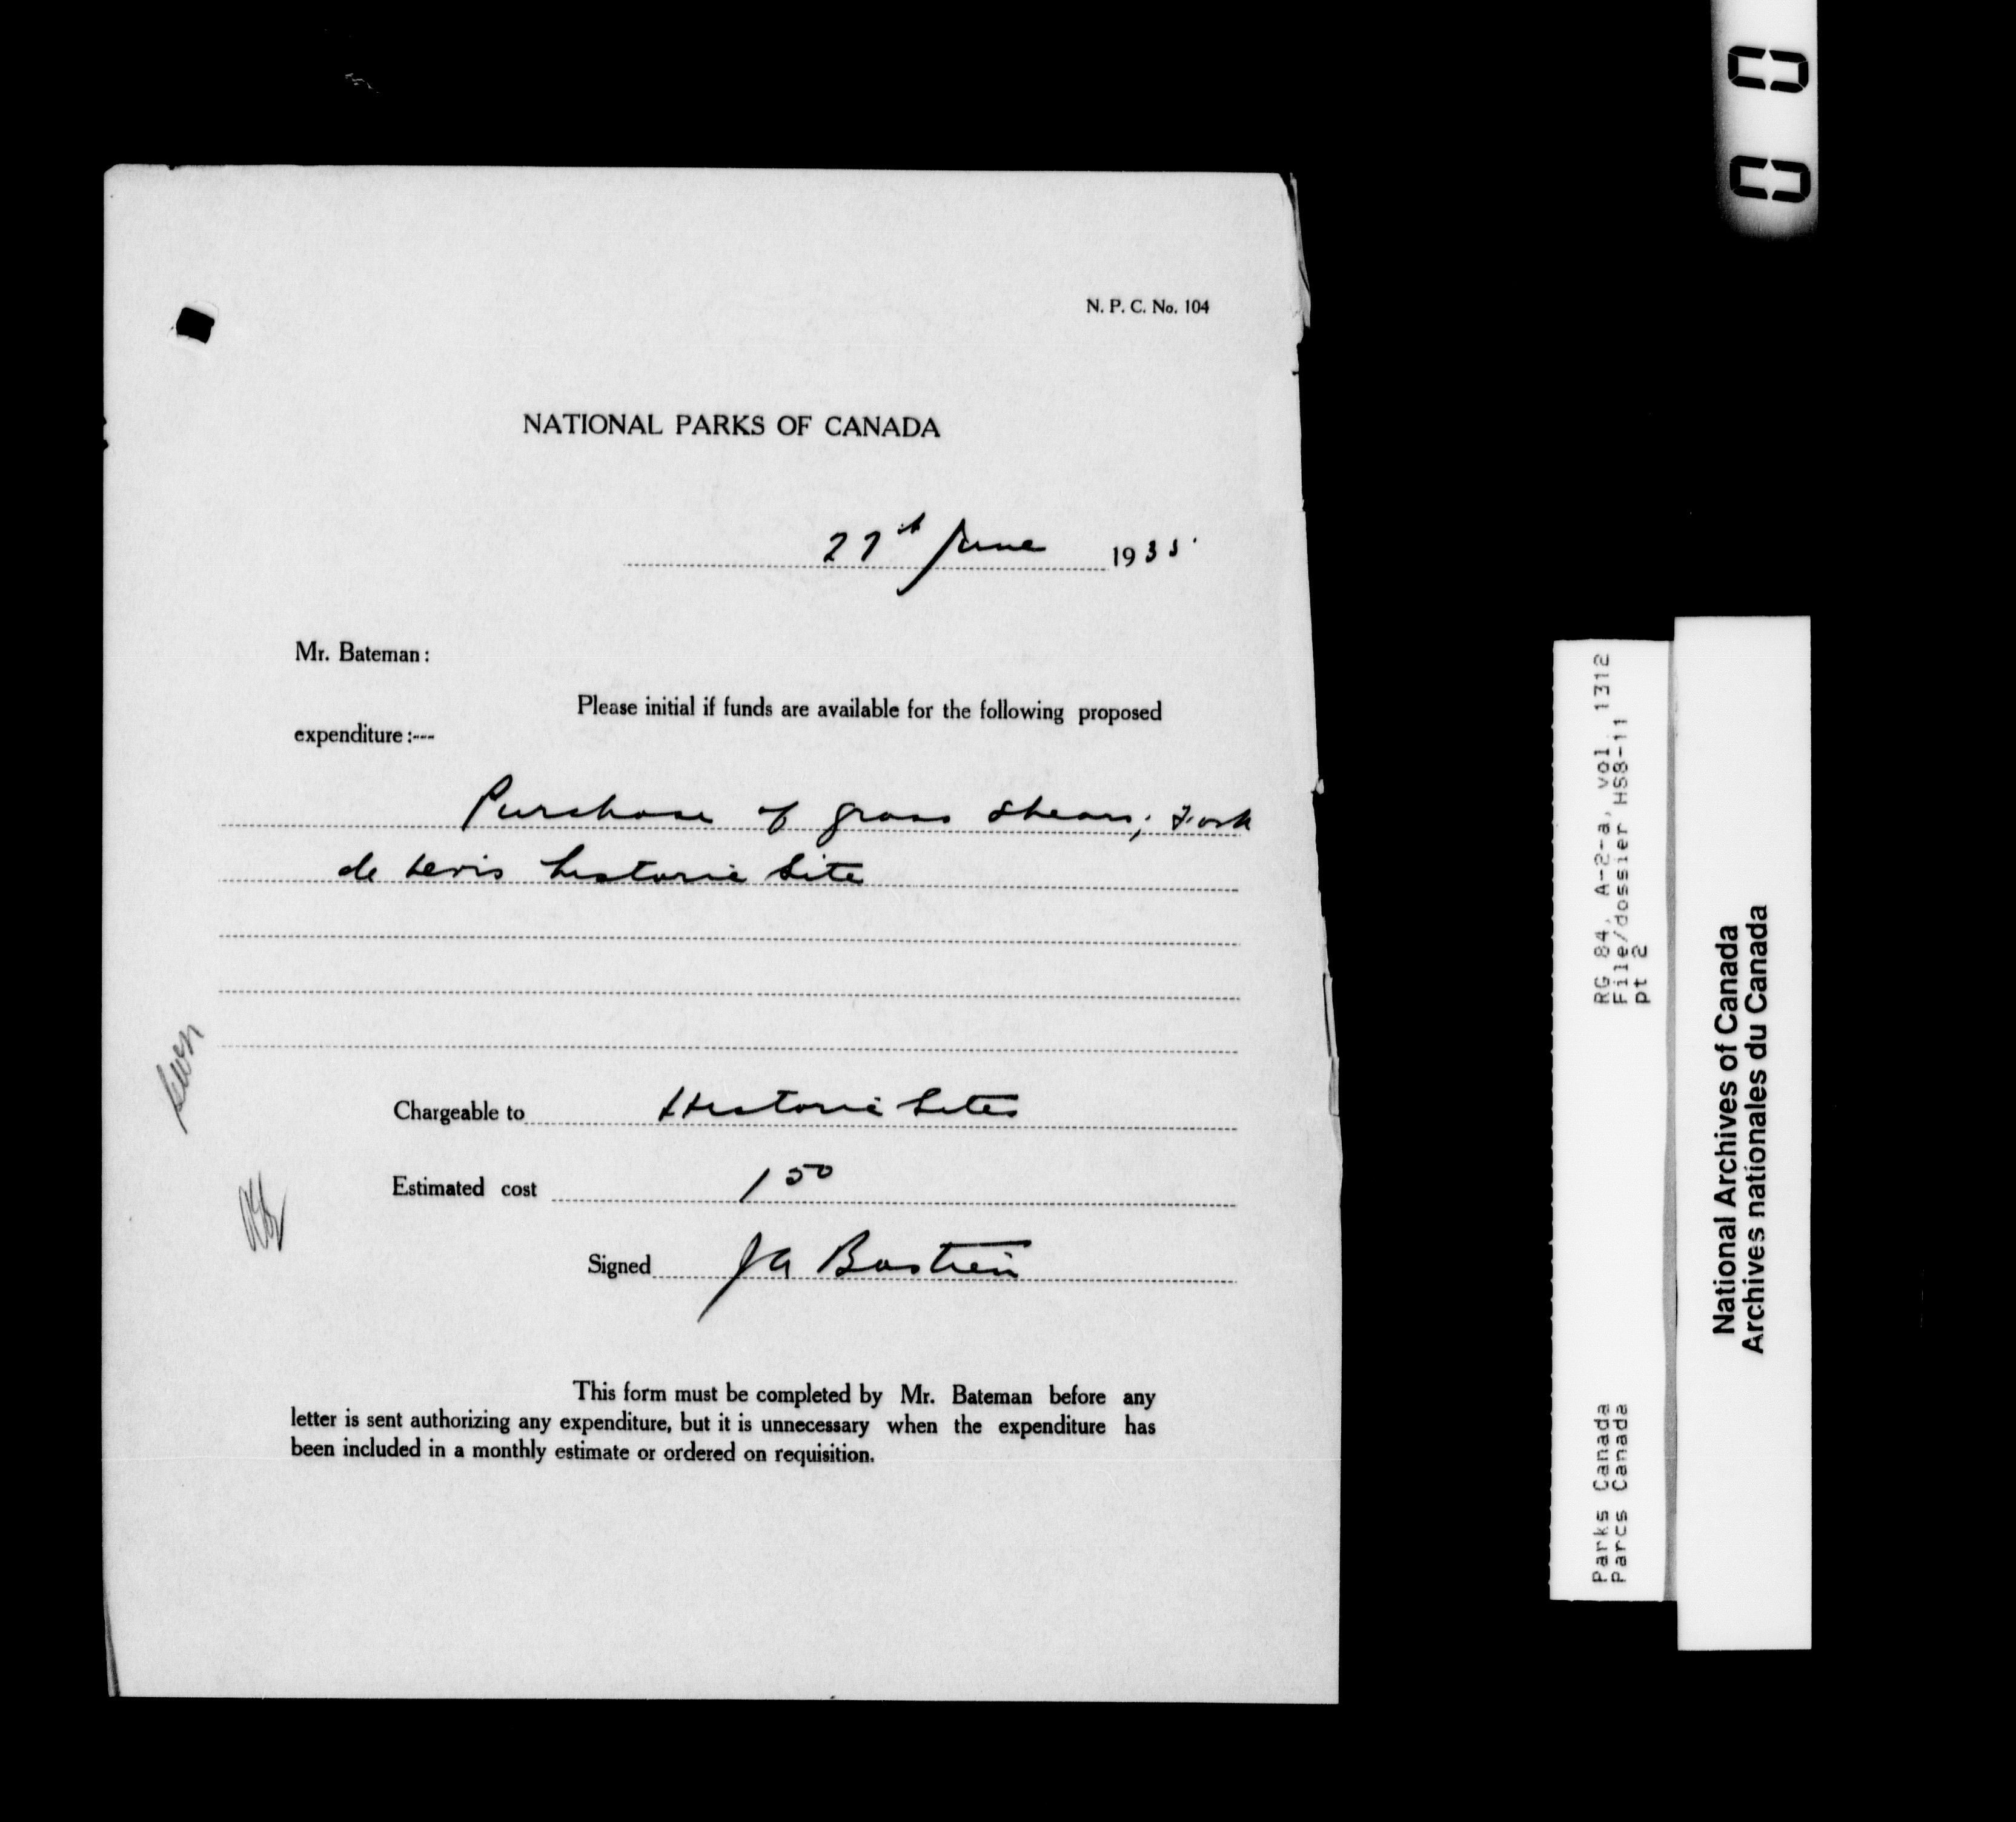 N. P. C. No. 104
NATIONAL PARKS OF CANADA
27th June 1935
Mr. Bateman:
Please initial if funds are available for the following proposed
expenditure:---
Purchase of grass shears; Fork
de Levis historic Site
Chargeable to Historic Sites
Estimated cost 1 50
Signed J A Bastien
This form must be completed by Mr. Bateman before any
letter is sent authorizing any expenditure, but it is unnecessary when the expenditure has
been included in a monthly estimate or ordered on requisition.
Parks Canada RG 84, A-2-a, vol. 1312
Parcs Canada File/dossier HS8-11
pt 2
National Archives of Canada
Archives nationales du Canada